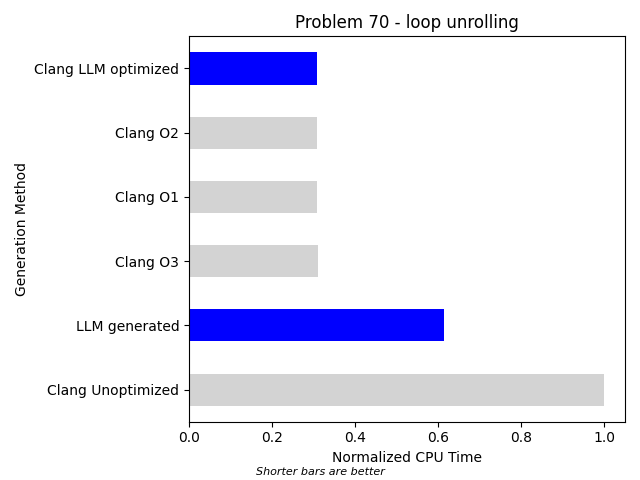 Problem 70 - loop unrolling
Clang LLM optimized
Clang O2
Clang O1
Clang O3
LLM generated
Clang Unoptimized
Generation Method
0.0 0.2 0.4 0.6 0.8 1.0
Normalized CPU Time
Shorter bars are better